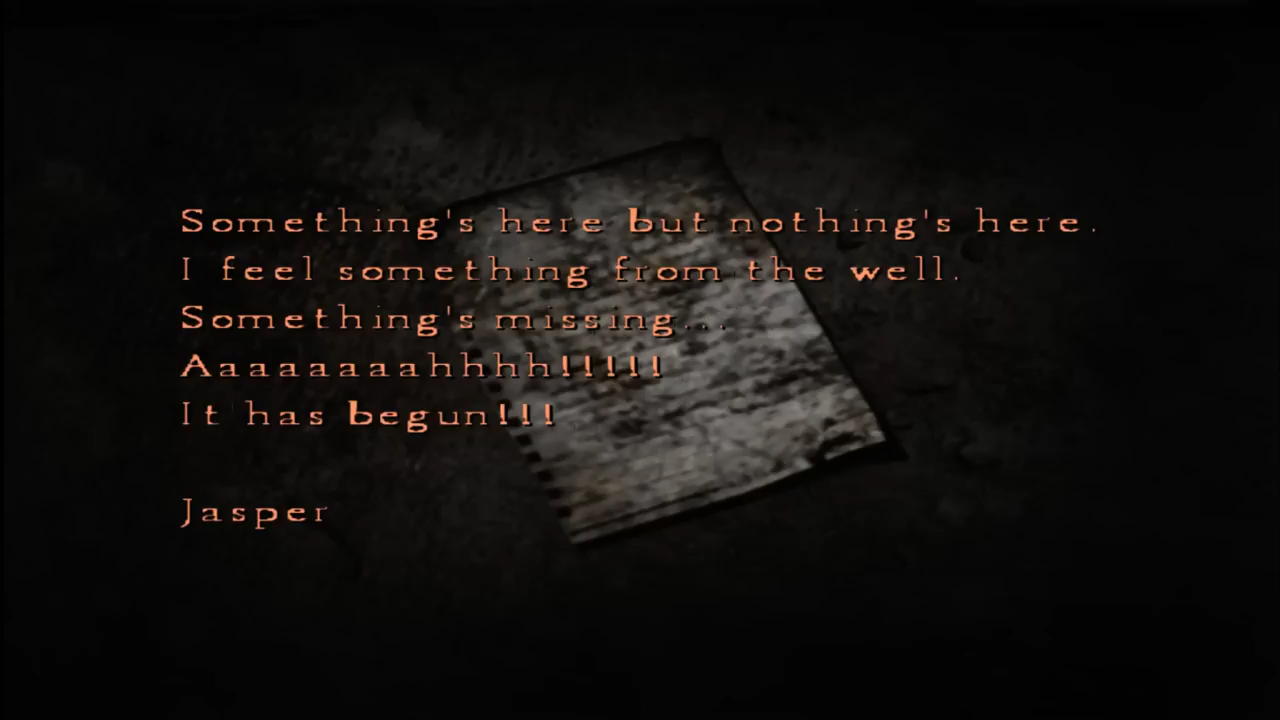 Something's here but nothing's here.
I feel something from the well.
Something's missing...
Aaaaaaaahhhh!!!!!
It has begun!!!
Jasper